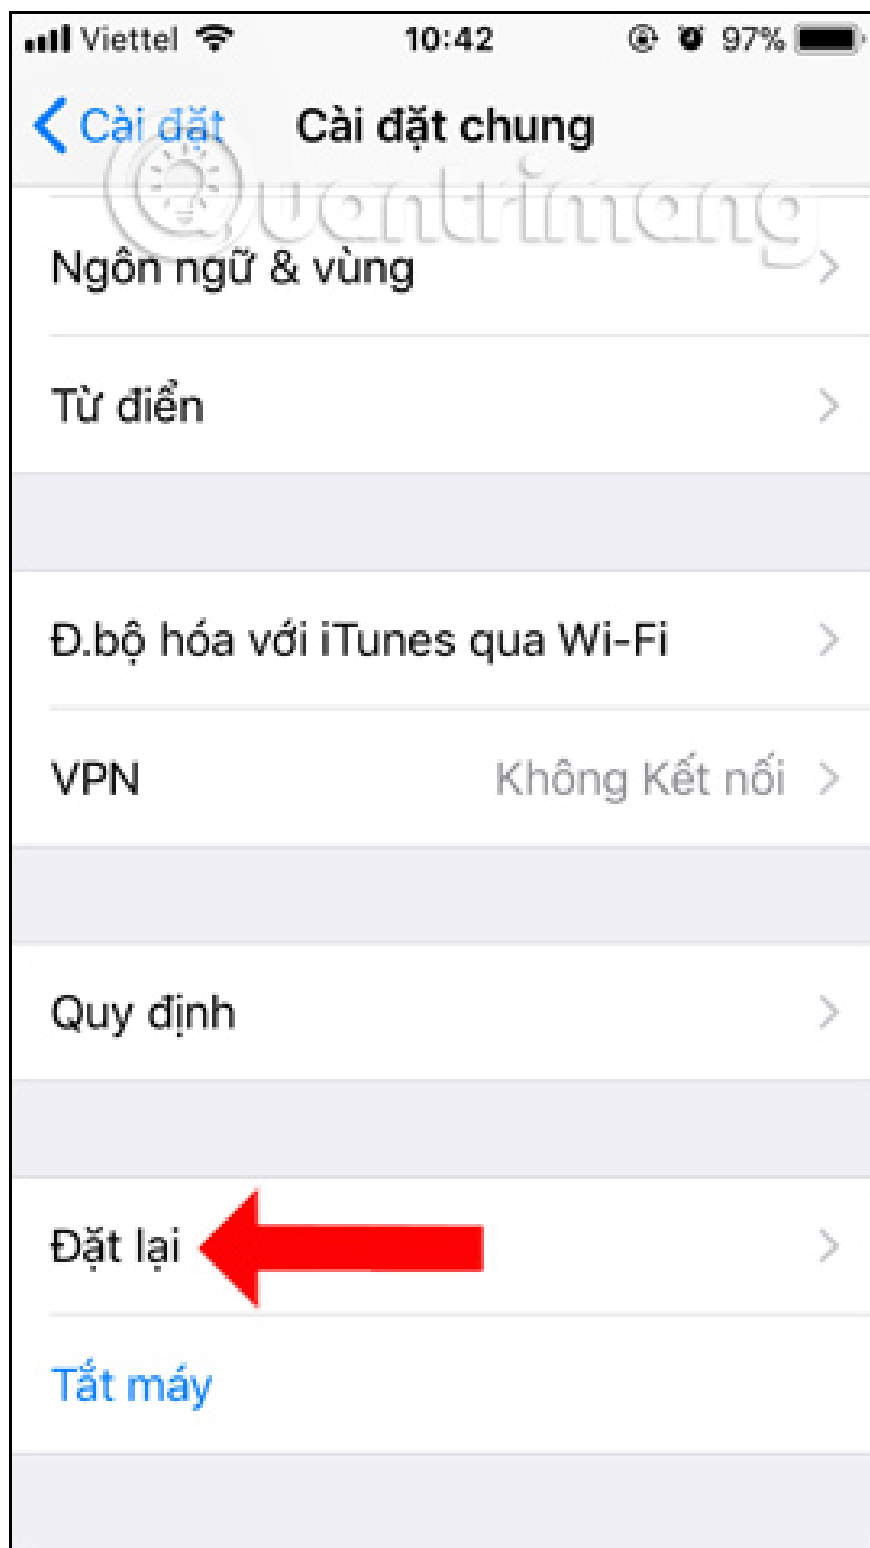 Viettel 10:42 97%
Cài đặt Cài đặt chung
Quantrimang
Ngôn ngữ & vùng
Từ điển
Đ.bộ hóa với iTunes qua Wi-Fi
VPN Không Kết nối
Quy định
Đặt lại
Tắt máy